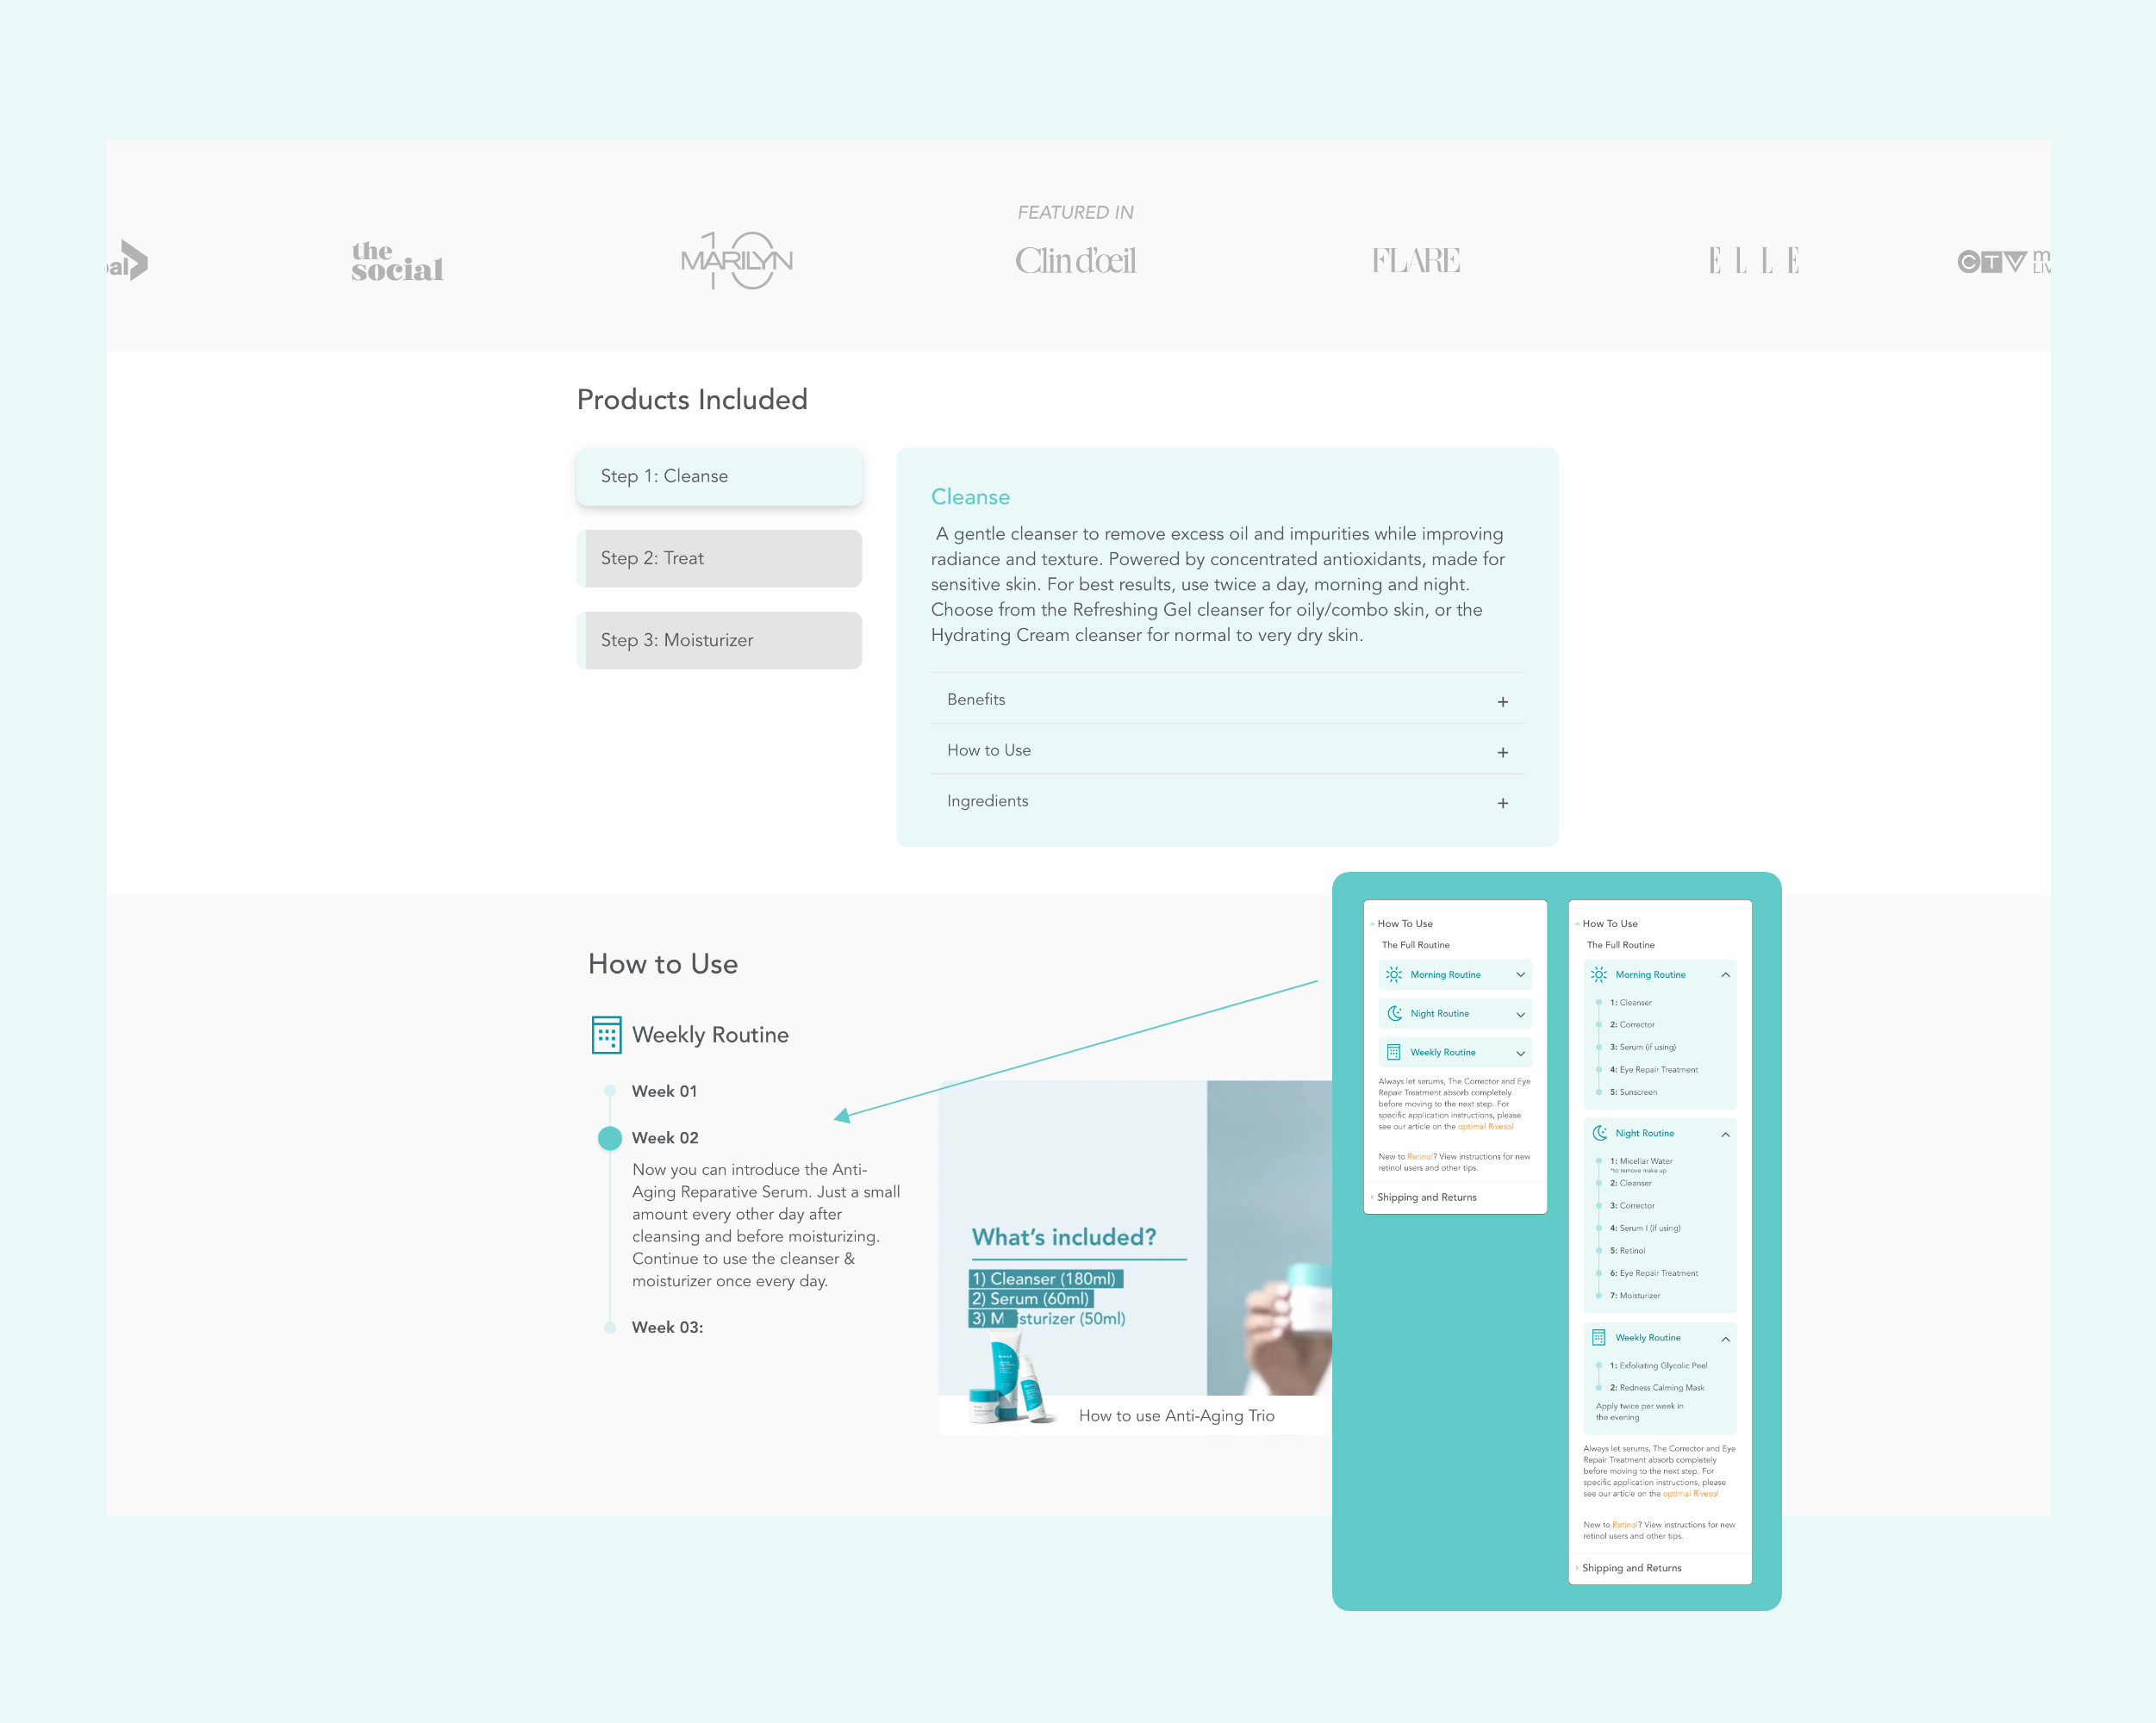 FEATURED IN
al
the
social
MARILYN
10
Clin d'œil
FLARE
ELLE
CTV
Products Included
Step 1: Cleanse
Step 2: Treat
Step 3: Moisturizer
Cleanse
A gentle cleanser to remove excess oil and impurities while improving
radiance and texture. Powered by concentrated antioxidants, made for
sensitive skin. For best results, use twice a day, morning and night.
Choose from the Refreshing Gel cleanser for oily/combo skin, or the
Hydrating Cream cleanser for normal to very dry skin.
Benefits +
How to Use +
Ingredients +
How to Use
Weekly Routine
Week 01
Week 02
Now you can introduce the Anti-
Aging Reparative Serum. Just a small
amount every other day after
cleansing and before moisturizing.
Continue to use the cleanser &
moisturizer once every day.
Week 03:
What's included?
1) Cleanser (180ml)
2) Serum (60ml)
3) M sturizer (50ml)
How to use Anti-Aging Trio
How To Use
The Full Routine
Morning Routine
Night Routine
Weekly Routine
Always let serums, The Corrector and Eye
Repair Treatment absorb completely
before moving to the next step. For
specific application instructions, please
see our article on the optimal Rivesol
New to Retinol? View instructions for new
retinol users and other tips.
Shipping and Returns
How To Use
The Full Routine
Morning Routine
1: Cleanser
2: Corrector
3: Serum (if using)
4: Eye Repair Treatment
5: Sunscreen
Night Routine
1: Micellar Water
*to remove make up
2: Cleanser
3: Corrector
4: Serum I (if using)
5: Retinol
6: Eye Repair Treatment
7: Moisturizer
Weekly Routine
1: Exfoliating Glycolic Peel
2: Redness Calming Mask
Apply twice per week in
the evening
Always let serums, The Corrector and Eye
Repair Treatment absorb completely
before moving to the next step. For
specific application instructions, please
see our article on the optimal Rivesol
New to Retinol? View instructions for new
retinol users and other tips.
Shipping and Returns